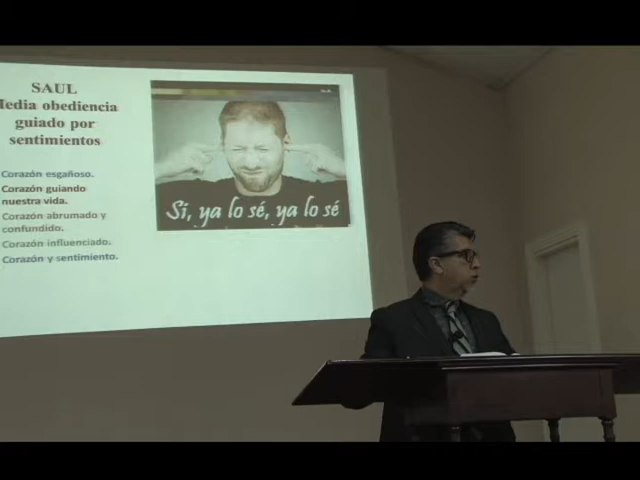 SAUL
Media obediencia
guiado por
sentimientos
Corazón esgañoso.
Corazón guiando
nuestra vida.
Corazón abrumado y
confundido.
Corazón influenciado.
Corazón y sentimiento.
Sí, ya lo sé, ya lo sé